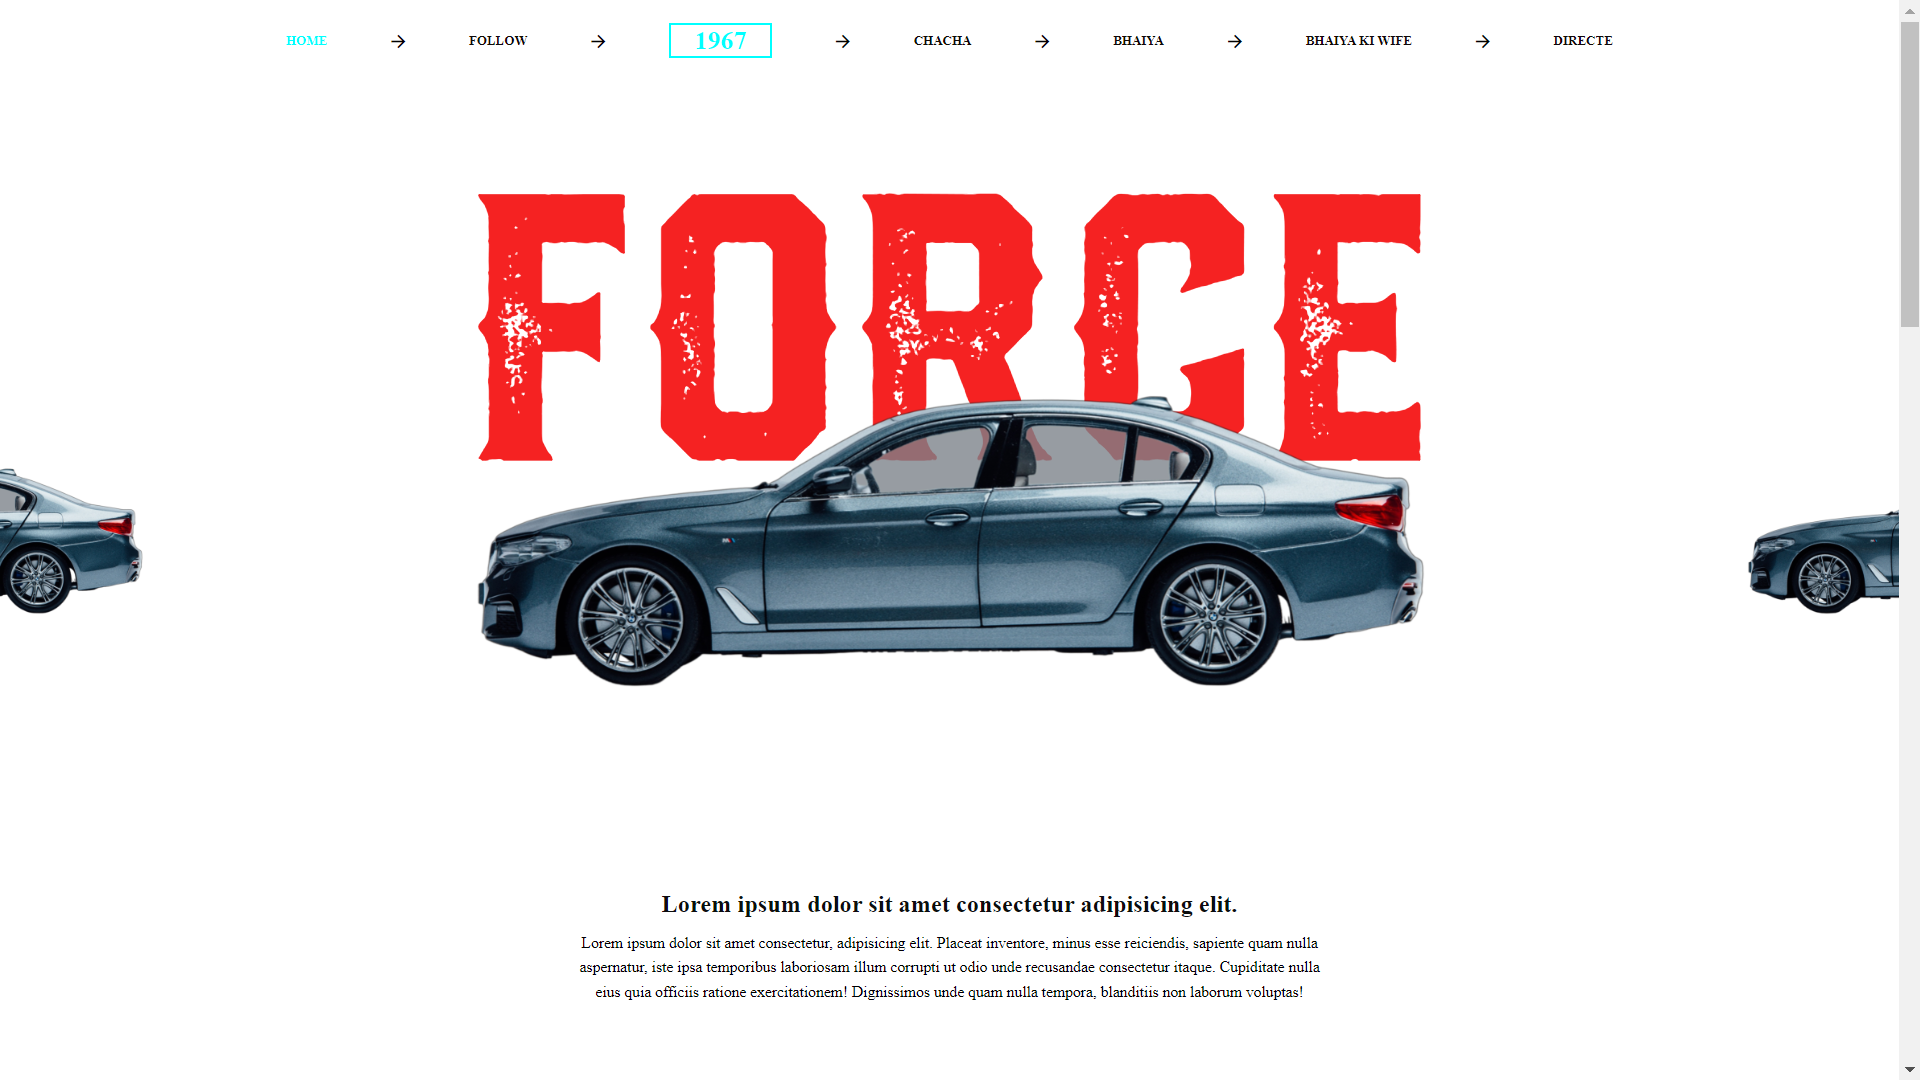 HOME → FOLLOW → 1967 → CHACHA → BHAIYA → BHAIYA KI WIFE → DIRECTE
FORCE
Lorem ipsum dolor sit amet consectetur adipisicing elit.
Lorem ipsum dolor sit amet consectetur, adipisicing elit. Placeat inventore, minus esse reiciendis, sapiente quam nulla
aspernatur, iste ipsa temporibus laboriosam illum corrupti ut odio unde recusandae consectetur itaque. Cupiditate nulla
eius quia officiis ratione exercitationem! Dignissimos unde quam nulla tempora, blanditiis non laborum voluptas!